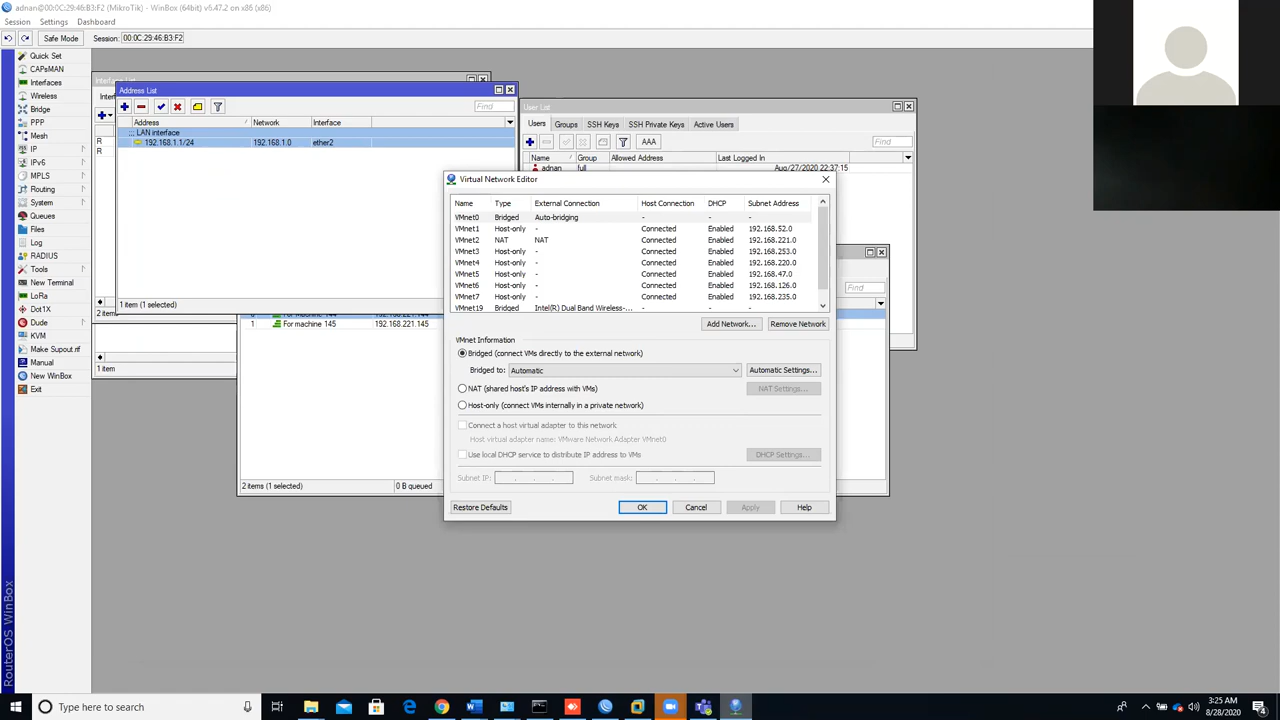 adnan@00:0C:29:46:B3:F2 (MikroTik) - WinBox (64bit) v6.47.2 on x86 (x86)
Session Settings Dashboard
Safe Mode Session: 00:0C:29:46:B3:F2
Quick Set
CAPsMAN
Interfaces
Wireless
Bridge
PPP
Mesh
IP
IPv6
MPLS
Routing
System
Queues
Files
Log
RADIUS
Tools
New Terminal
LoRa
Dot1X
Dude
KVM
Make Supout.rif
Manual
New WinBox
Exit
RouterOS WinBox
Interface List
Address List
Find
Address Network Interface
;;; LAN interface
192.168.1.1/24 192.168.1.0 ether2
1 item (1 selected)
R
R
1 item
User List
Users Groups SSH Keys SSH Private Keys Active Users
AAA Find
Name Group Allowed Address Last Logged In
adnan full Aug/27/2020 22:37:15
Find
1 For machine 145 192.168.221.145
2 items (1 selected) 0 B queued
Virtual Network Editor
Name Type External Connection Host Connection DHCP Subnet Address
VMnet0 Bridged Auto-bridging - - -
VMnet1 Host-only - Connected Enabled 192.168.52.0
VMnet2 NAT NAT Connected Enabled 192.168.221.0
VMnet3 Host-only - Connected Enabled 192.168.253.0
VMnet4 Host-only - Connected Enabled 192.168.220.0
VMnet5 Host-only - Connected Enabled 192.168.47.0
VMnet6 Host-only - Connected Enabled 192.168.126.0
VMnet7 Host-only - Connected Enabled 192.168.235.0
VMnet19 Bridged Intel(R) Dual Band Wireless-... - - -
Add Network... Remove Network
VMnet Information
Bridged (connect VMs directly to the external network)
Bridged to: Automatic Automatic Settings...
NAT (shared host's IP address with VMs) NAT Settings...
Host-only (connect VMs internally in a private network)
Connect a host virtual adapter to this network
Host virtual adapter name: VMware Network Adapter VMnet0
Use local DHCP service to distribute IP address to VMs DHCP Settings...
Subnet IP: . . . Subnet mask: . . .
Restore Defaults OK Cancel Apply Help
Type here to search
3:25 AM
8/28/2020
4